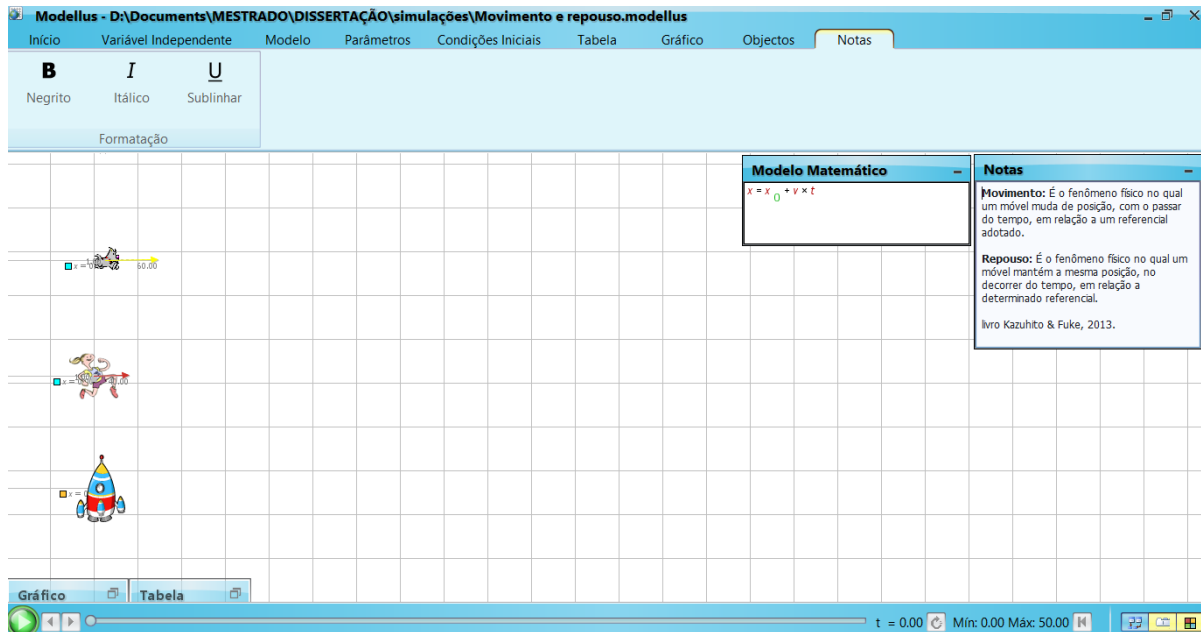 Modellus - D:\Documents\MESTRADO\DISSERTAÇÃO\simulações\Movimento e repouso.modellus
Início Variável Independente Modelo Parâmetros Condições Iniciais Tabela Gráfico Objectos Notas
B I U
Negrito Itálico Sublinhar
Formatação
Modelo Matemático
x = x 0 + v × t
Notas
Movimento: É o fenômeno físico no qual
um móvel muda de posição, com o passar
do tempo, em relação a um referencial
adotado.
Repouso: É o fenômeno físico no qual um
móvel mantém a mesma posição, no
decorrer do tempo, em relação a
determinado referencial.
livro Kazuhito & Fuke, 2013.
x = 60.00
x =
x =
Gráfico Tabela
t = 0.00 Mín: 0.00 Máx: 50.00